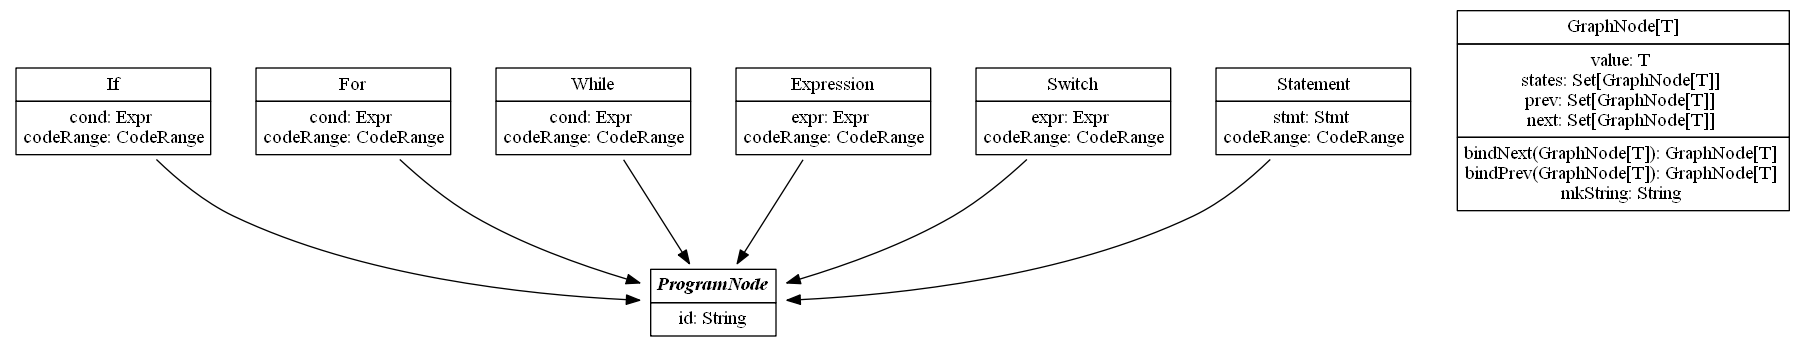 If
cond: Expr
codeRange: CodeRange
For
cond: Expr
codeRange: CodeRange
While
cond: Expr
codeRange: CodeRange
Expression
expr: Expr
codeRange: CodeRange
Switch
expr: Expr
codeRange: CodeRange
Statement
stmt: Stmt
codeRange: CodeRange
GraphNode[T]
value: T
states: Set[GraphNode[T]]
prev: Set[GraphNode[T]]
next: Set[GraphNode[T]]
bindNext(GraphNode[T]): GraphNode[T]
bindPrev(GraphNode[T]): GraphNode[T]
mkString: String
ProgramNode
id: String